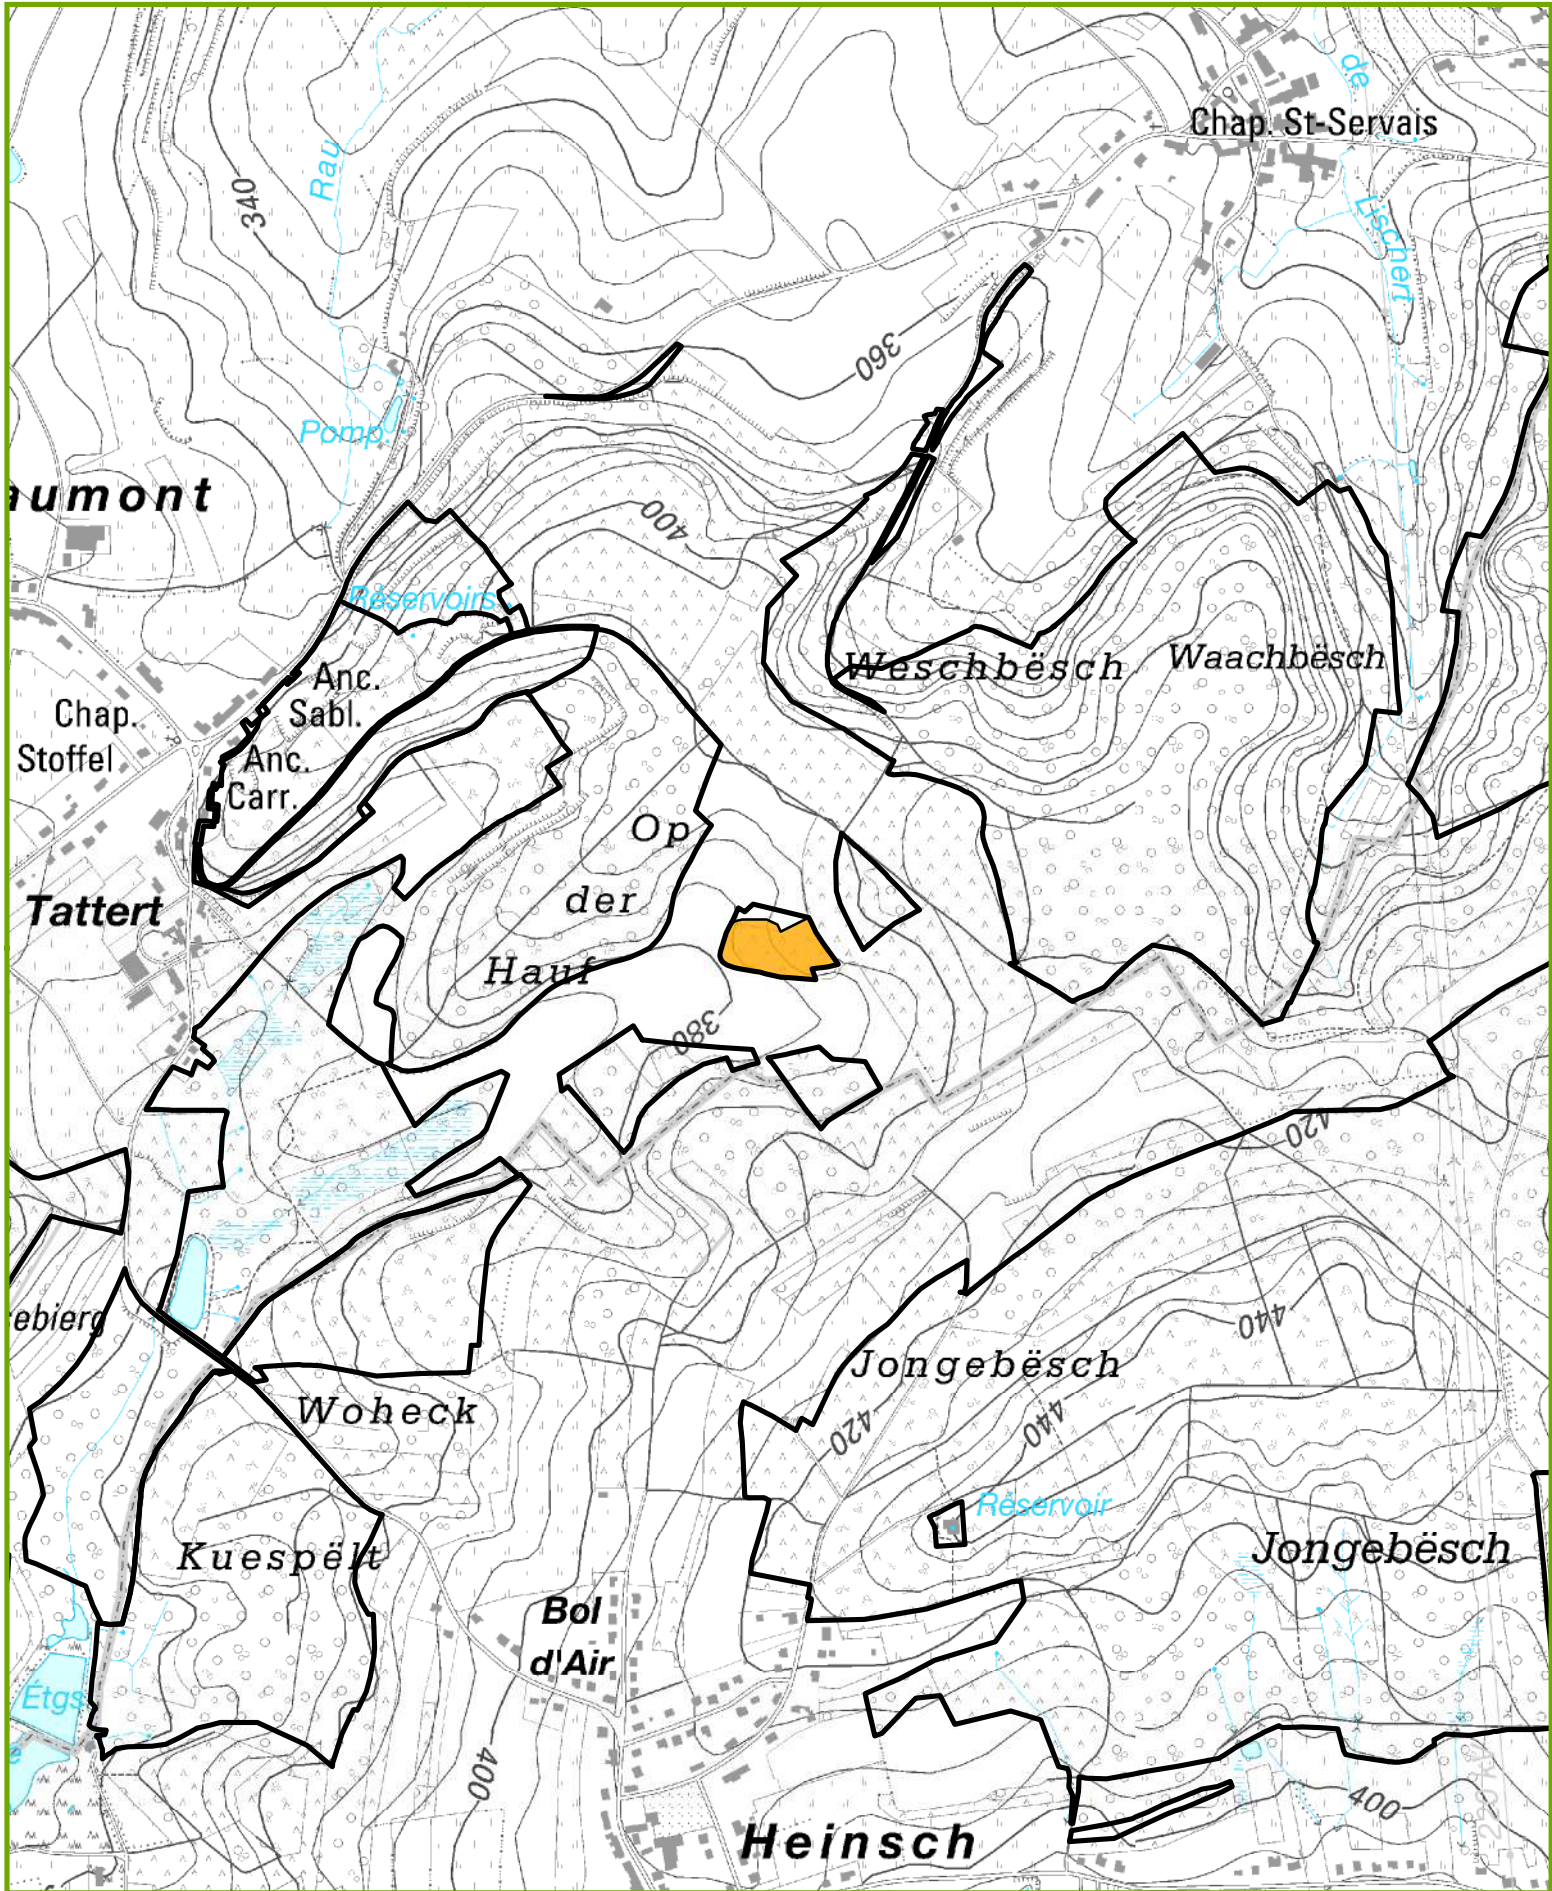 de
Chap. St-Servais
Rau
340
Lischert
360
Pomp.
aumont
400
Réservoirs
Anc.
Sabl.
Weschbësch
Waachbësch
Chap.
Stoffel
Anc.
Carr.
Op
der
Tattert
Hauf
380
420
ebierg
440
Jongebësch
Woheck
420
440
Réservoir
Jongebësch
Kuespëlt
Bol
d'Air
Etgs
400
400
Heinsch